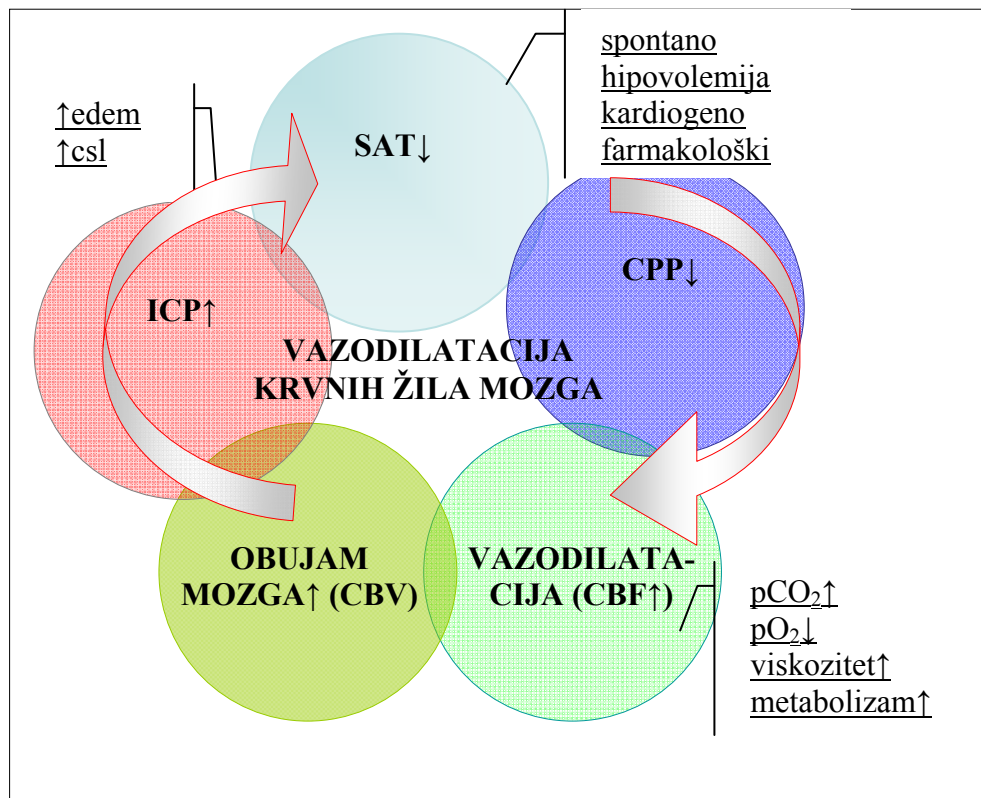 spontano
hipovolemija
kardiogeno
farmakološki
↑edem
↑csl
SAT↓
CPP↓
ICP↑
VAZODILATACIJA
KRVNIH ŽILA MOZGA
OBUJAM
MOZGA↑ (CBV)
VAZODILATA-
CIJA (CBF↑)
pCO₂↑
pO₂↓
viskozitet↑
metabolizam↑